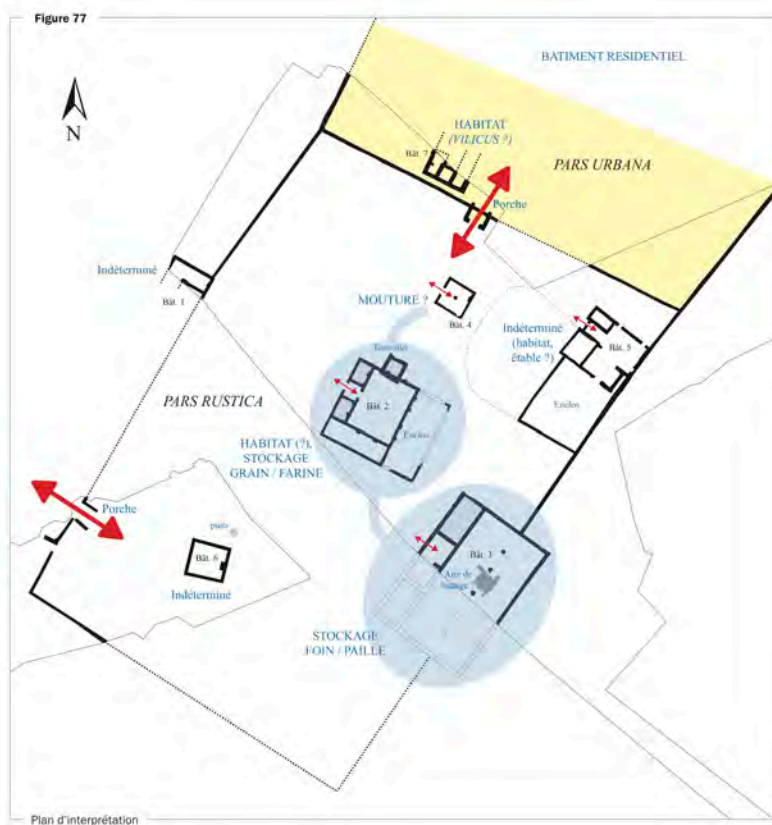 Figure 77
BATIMENT RESIDENTIEL
N
HABITAT
(VILICUS ?)
Bât. 7
PARS URBANA
Porche
Indéterminé
Bât. 1
MOUTURE ?
Bât. 4
Indéterminé
(habitat,
étable ?)
Bât. 5
Enclos
PARS RUSTICA
Bât. 2
Enclos
HABITAT (?),
STOCKAGE
GRAIN / FARINE
Porche
puits
Bât. 6
Indéterminé
Bât. 3
Aire de
STOCKAGE
FOIN / PAILLE
Plan d'interprétation